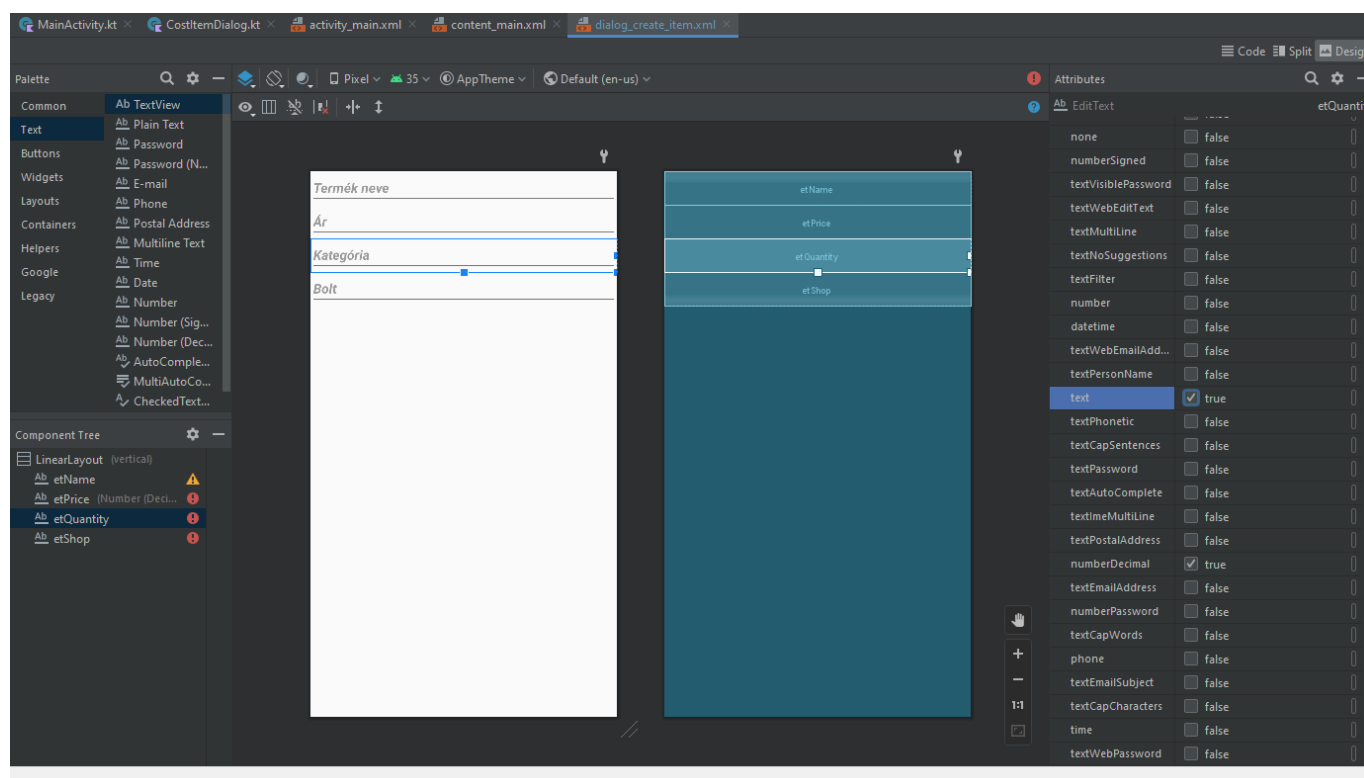 MainActivity.kt CostItemDialog.kt activity_main.xml content_main.xml dialog_create_item.xml
Code Split Desig
Palette Pixel 35 AppTheme Default (en-us) Attributes
Common
Text
Buttons
Widgets
Layouts
Containers
Helpers
Google
Legacy
Ab TextView
Ab Plain Text
Ab Password
Ab Password (N...
Ab E-mail
Ab Phone
Ab Postal Address
Ab Multiline Text
Ab Time
Ab Date
Ab Number
Ab Number (Sig...
Ab Number (Dec...
Ab AutoComple...
MultiAutoCo...
CheckedText...
Component Tree
LinearLayout (vertical)
Ab etName
Ab etPrice (Number (Deci...
Ab etQuantity
Ab etShop
Termék neve
Ár
Kategória
Bolt
etName
etPrice
etQuantity
etShop
1:1
Ab EditText etQuantit
none false
numberSigned false
textVisiblePassword false
textWebEditText false
textMultiLine false
textNoSuggestions false
textFilter false
number false
datetime false
textWebEmailAdd... false
textPersonName false
text true
textPhonetic false
textCapSentences false
textPassword false
textAutoComplete false
textImeMultiLine false
textPostalAddress false
numberDecimal true
textEmailAddress false
numberPassword false
textCapWords false
phone false
textEmailSubject false
textCapCharacters false
time false
textWebPassword false